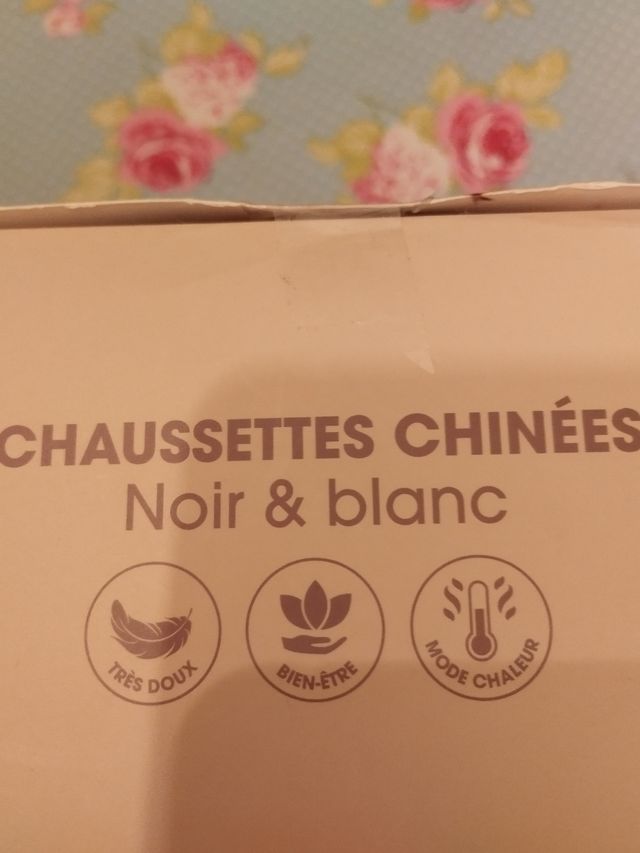 CHAUSSETTES CHINÉES
Noir & blanc
TRÈS DOUX
BIEN-ÊTRE
MODE CHALEUR